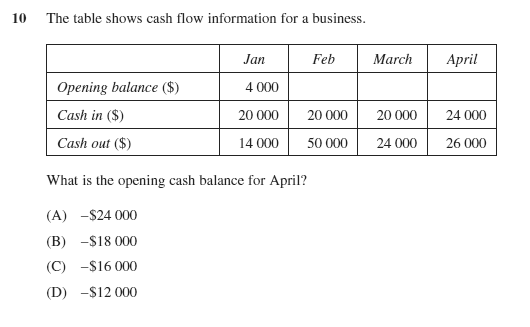 10 The table shows cash flow information for a business.
Jan Feb March April
Opening balance ($) 4 000
Cash in ($) 20 000 20 000 20 000 24 000
Cash out ($) 14 000 50 000 24 000 26 000
What is the opening cash balance for April?
(A) –$24 000
(B) –$18 000
(C) –$16 000
(D) –$12 000